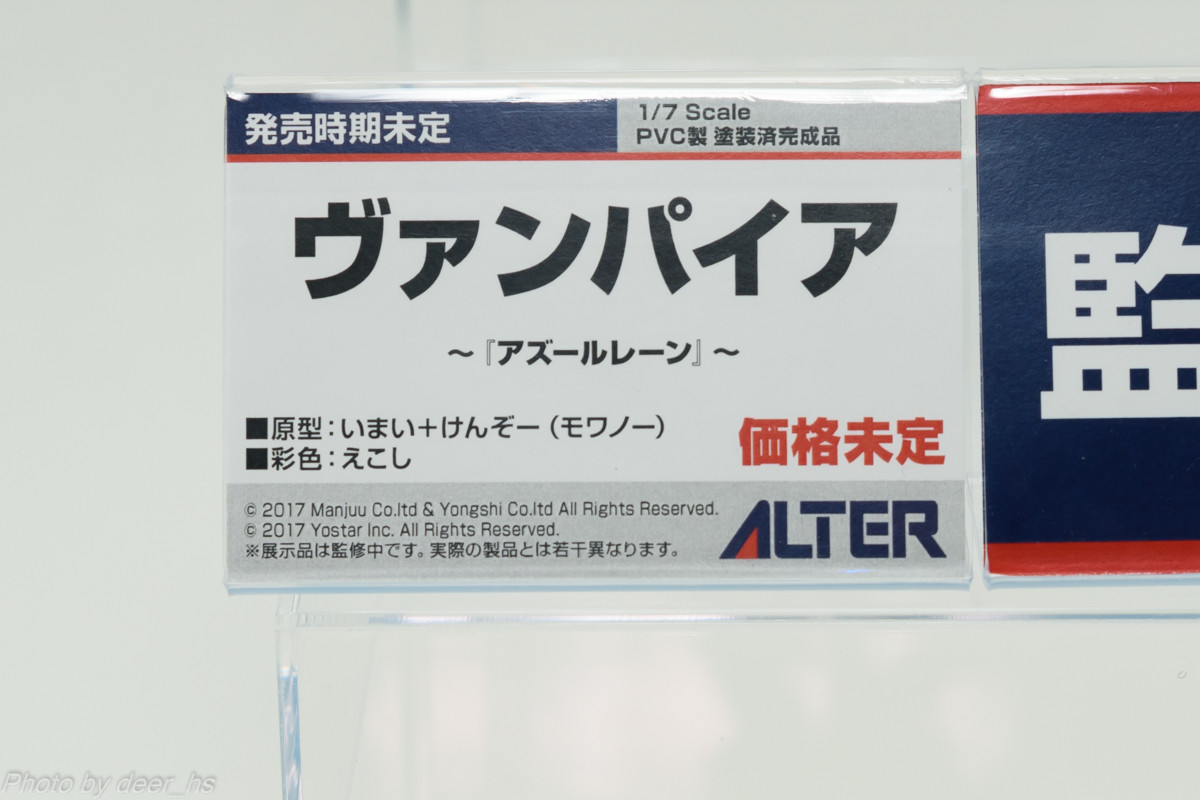 発売時期未定
1/7 Scale
PVC製 塗装済完成品
ヴァンパイア
～『アズールレーン』～
■原型：いまい＋けんぞー（モワノー）
■彩色：えこし
価格未定
© 2017 Manjuu Co.ltd & Yongshi Co.ltd All Rights Reserved.
© 2017 Yostar Inc. All Rights Reserved.
※展示品は監修中です。実際の製品とは若干異なります。
ALTER
監
Photo by deer_hs